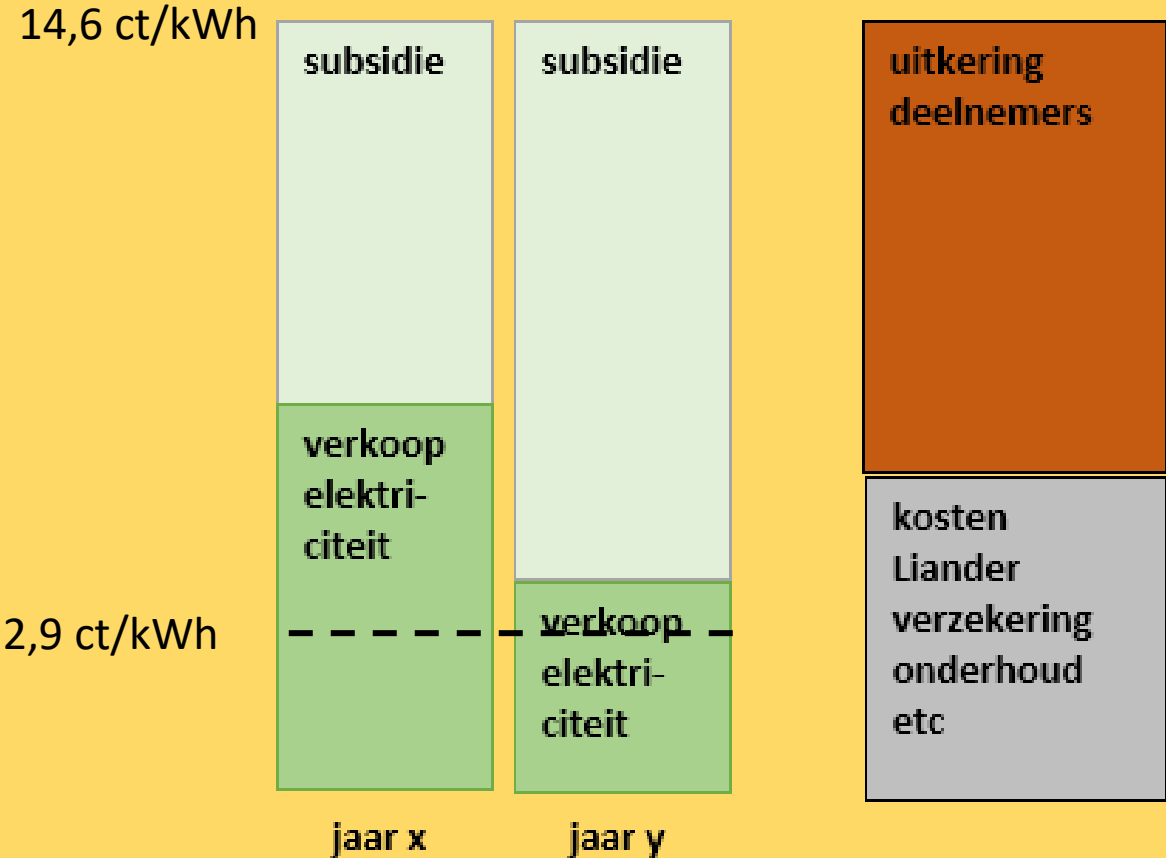 14,6 ct/kWh
subsidie
subsidie
uitkering
deelnemers
verkoop
elektri-
citeit
kosten
Liander
verzekering
onderhoud
etc
2,9 ct/kWh
verkoop
elektri-
citeit
jaar x
jaar y